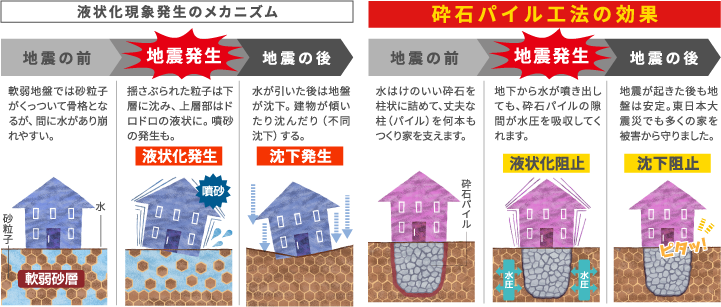 液状化現象発生のメカニズム
地震の前
地震発生
地震の後
軟弱地盤では砂粒子
がくっついて骨格とな
るが、間に水があり崩
れやすい。
揺さぶられた粒子は下
層に沈み、上層部はド
ロドロの液状に。噴砂
の発生も。
水が引いた後は地盤
が沈下。建物が傾い
たり沈んだり（不同
沈下）する。
液状化発生
沈下発生
噴砂
水
砂粒子
軟弱砂層
砕石パイル工法の効果
地震の前
地震発生
地震の後
水はけのいい砕石を
柱状に詰めて、丈夫な
柱（パイル）を何本も
つくり家を支えます。
地下から水が噴き出し
ても、砕石パイルの隙
間が水圧を吸収してく
れます。
地震が起きた後も地
盤は安定。東日本大
震災でも多くの家を
被害から守りました。
液状化阻止
沈下阻止
砕石パイル
水圧
水圧
ピタッ!